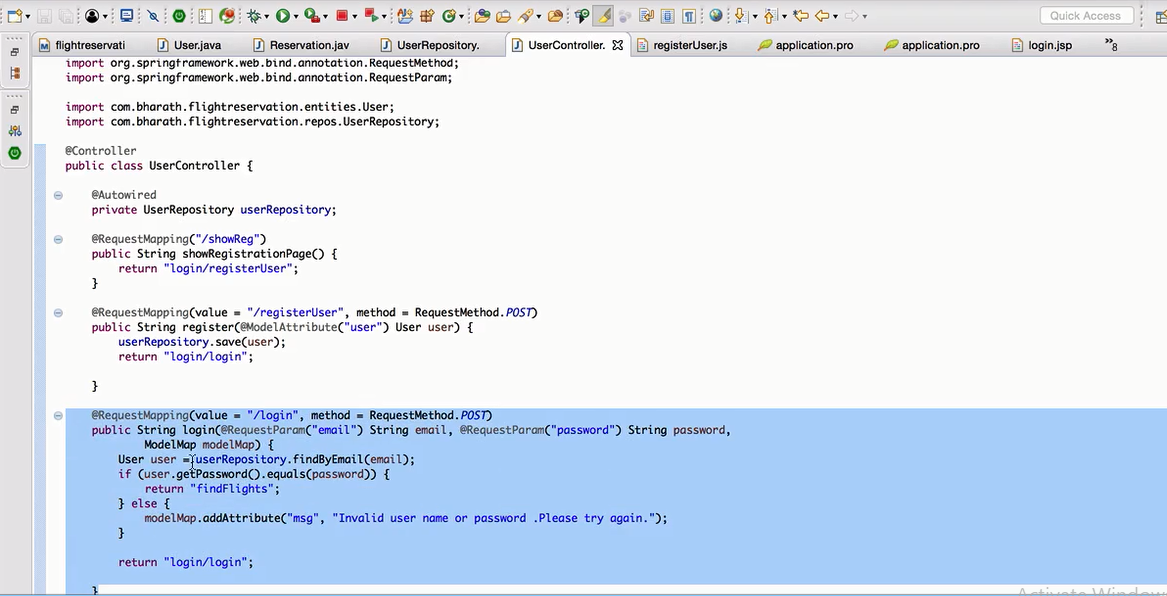 Quick Access
flightreservati
User.java
Reservation.jav
UserRepository.
UserController.
registerUser.js
application.pro
application.pro
login.jsp
»8
import org.springframework.web.bind.annotation.RequestMethod;
import org.springframework.web.bind.annotation.RequestParam;
import com.bharath.flightreservation.entities.User;
import com.bharath.flightreservation.repos.UserRepository;
@Controller
public class UserController {
@Autowired
private UserRepository userRepository;
@RequestMapping("/showReg")
public String showRegistrationPage() {
return "login/registerUser";
}
@RequestMapping(value = "/registerUser", method = RequestMethod.POST)
public String register(@ModelAttribute("user") User user) {
userRepository.save(user);
return "login/login";
}
@RequestMapping(value = "/login", method = RequestMethod.POST)
public String login(@RequestParam("email") String email, @RequestParam("password") String password,
ModelMap modelMap) {
User user = userRepository.findByEmail(email);
if (user.getPassword().equals(password)) {
return "findFlights";
} else {
modelMap.addAttribute("msg", "Invalid user name or password .Please try again.");
}
return "login/login";
}
Activate Windows